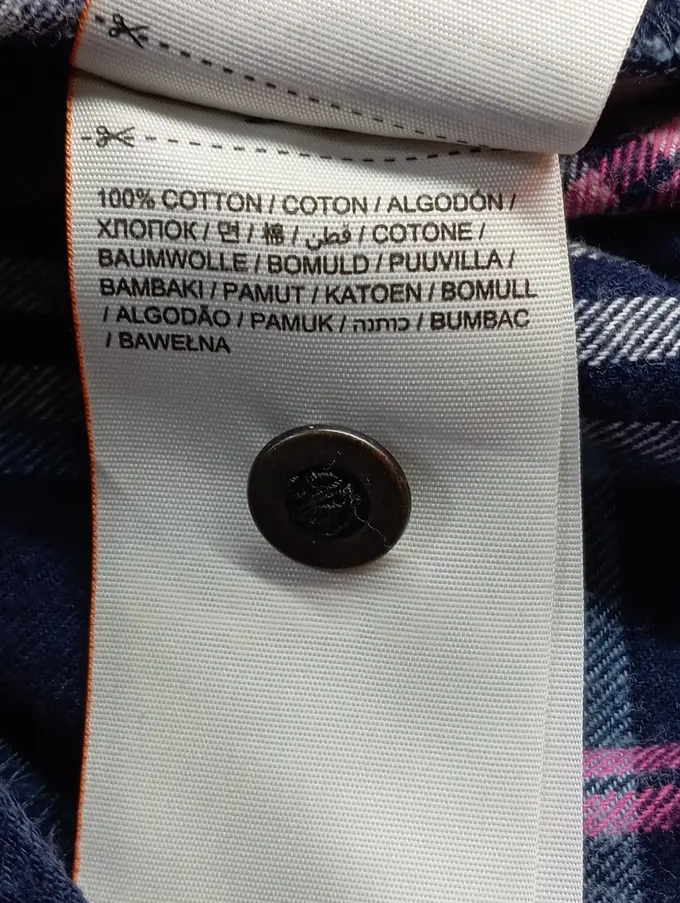 100% COTTON / COTON / ALGODÓN /
ХЛОПОК / 면 / 棉 / قطن / COTONE /
BAUMWOLLE / BOMULD / PUUVILLA /
BAMBAKI / PAMUT / KATOEN / BOMULL
/ ALGODÃO / PAMUK / כותנה / BUMBAC
/ BAWEŁNA